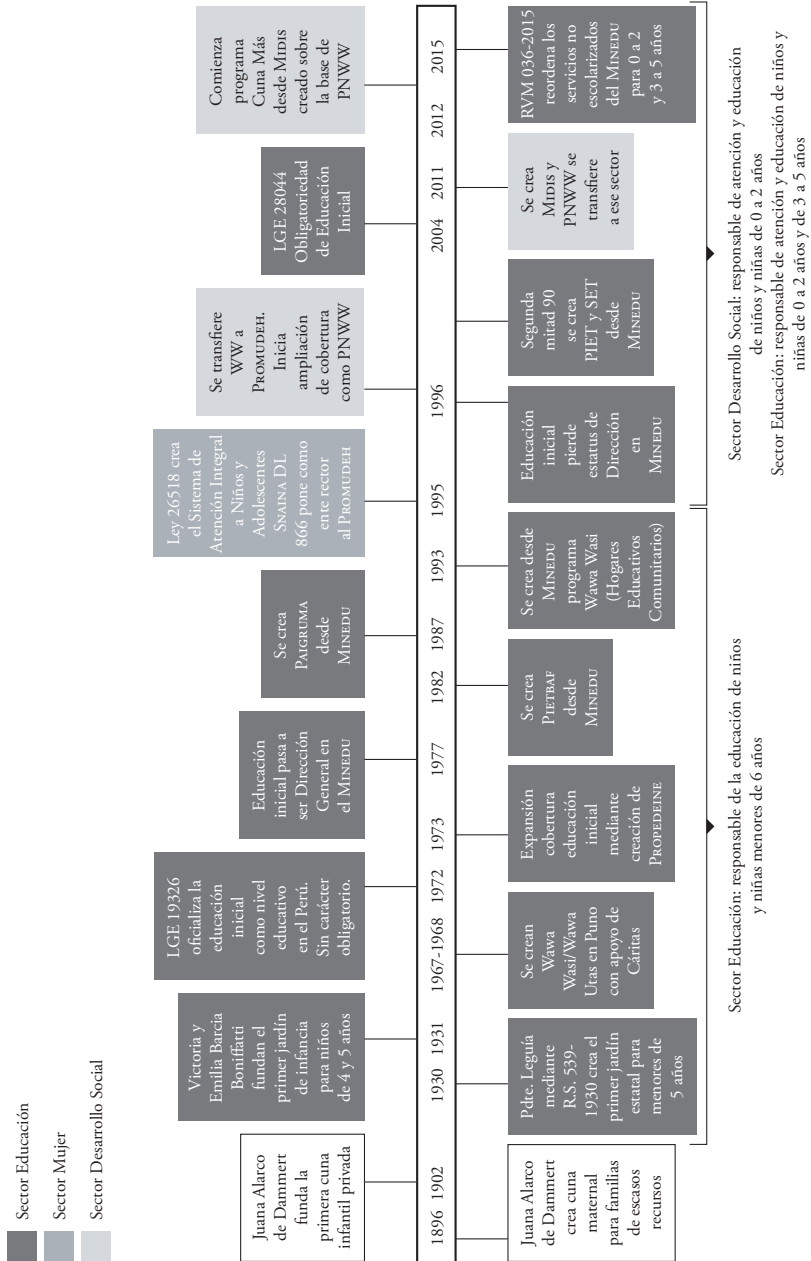 Sector Educación
Sector Mujer
Sector Desarrollo Social
Juana Alarco
de Dammert
funda la
primera cuna
infantil privada
Victoria y
Emilia Barcia
Boniffatti
fundan el
primer jardín
de infancia
para niños
de 4 y 5 años
LGE 19326
oficializa la
educación
inicial
como nivel
educativo
en el Perú.
Sin carácter
obligatorio.
Educación
inicial pasa a
ser Dirección
General en
el MINEDU
Se crea
PAIGRUMA
desde
MINEDU
Ley 26518 crea
el Sistema de
Atención Integral
a Niños y
Adolescentes
SNAINA DL
866 pone como
ente rector
al PROMUDEH
Se transfiere
WW a
PROMUDEH.
Inicia
ampliación
de cobertura
como PNWW
LGE 28044
Obligatoriedad
de Educación
Inicial
Comienza
programa
Cuna Más
desde MIDIS
creado sobre
la base de
PNWW
1896 1902 1930 1931 1967-1968 1972 1973 1977 1982 1987 1993 1995 1996 2004 2011 2012 2015
Juana Alarco
de Dammert
crea cuna
maternal
para familias
de escasos
recursos
Pdte. Leguía
mediante
R.S. 539-
1930 crea el
primer jardín
estatal para
menores de
5 años
Se crean
Wawa
Wasi/Wawa
Utas en Puno
con apoyo de
Cáritas
Expansión
cobertura
educación
inicial
mediante
creación de
PROPEDEINE
Se crea
PIETBAF
desde
MINEDU
Se crea desde
MINEDU
programa
Wawa Wasi
(Hogares
Educativos
Comunitarios)
Educación
inicial
pierde
estatus de
Dirección
en
MINEDU
Segunda
mitad 90
se crea
PIET y SET
desde
MINEDU
Se crea
MIDIS y
PNWW se
transfiere
a ese sector
RVM 036-2015
reordena los
servicios no
escolarizados
del MINEDU
para 0 a 2
y 3 a 5 años
Sector Educación: responsable de la educación de niños
y niñas menores de 6 años
Sector Desarrollo Social: responsable de atención y educación
de niños y niñas de 0 a 2 años
Sector Educación: responsable de atención y educación de niños y
niñas de 0 a 2 años y de 3 a 5 años